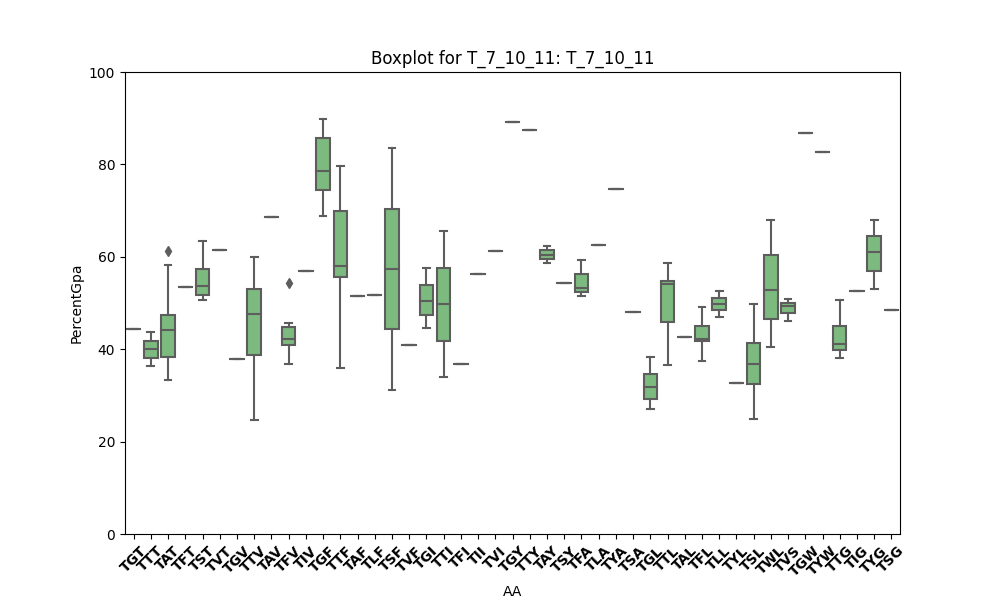 Boxplot for T_7_10_11: T_7_10_11
PercentGpa
100
80
60
40
20
0
TGT TTT TAT TFT TST TVT TGV TTV TAV TFV TIV TGF TTF TAF TLF TSF TVF TGI TTI TFI TII TVI TGY TTY TAY TSY TFA TLA TYA TSA TGL TTL TAL TFL TLL TYL TSL TWL TVS TGW TYW TTG TIG TYG TSG
AA